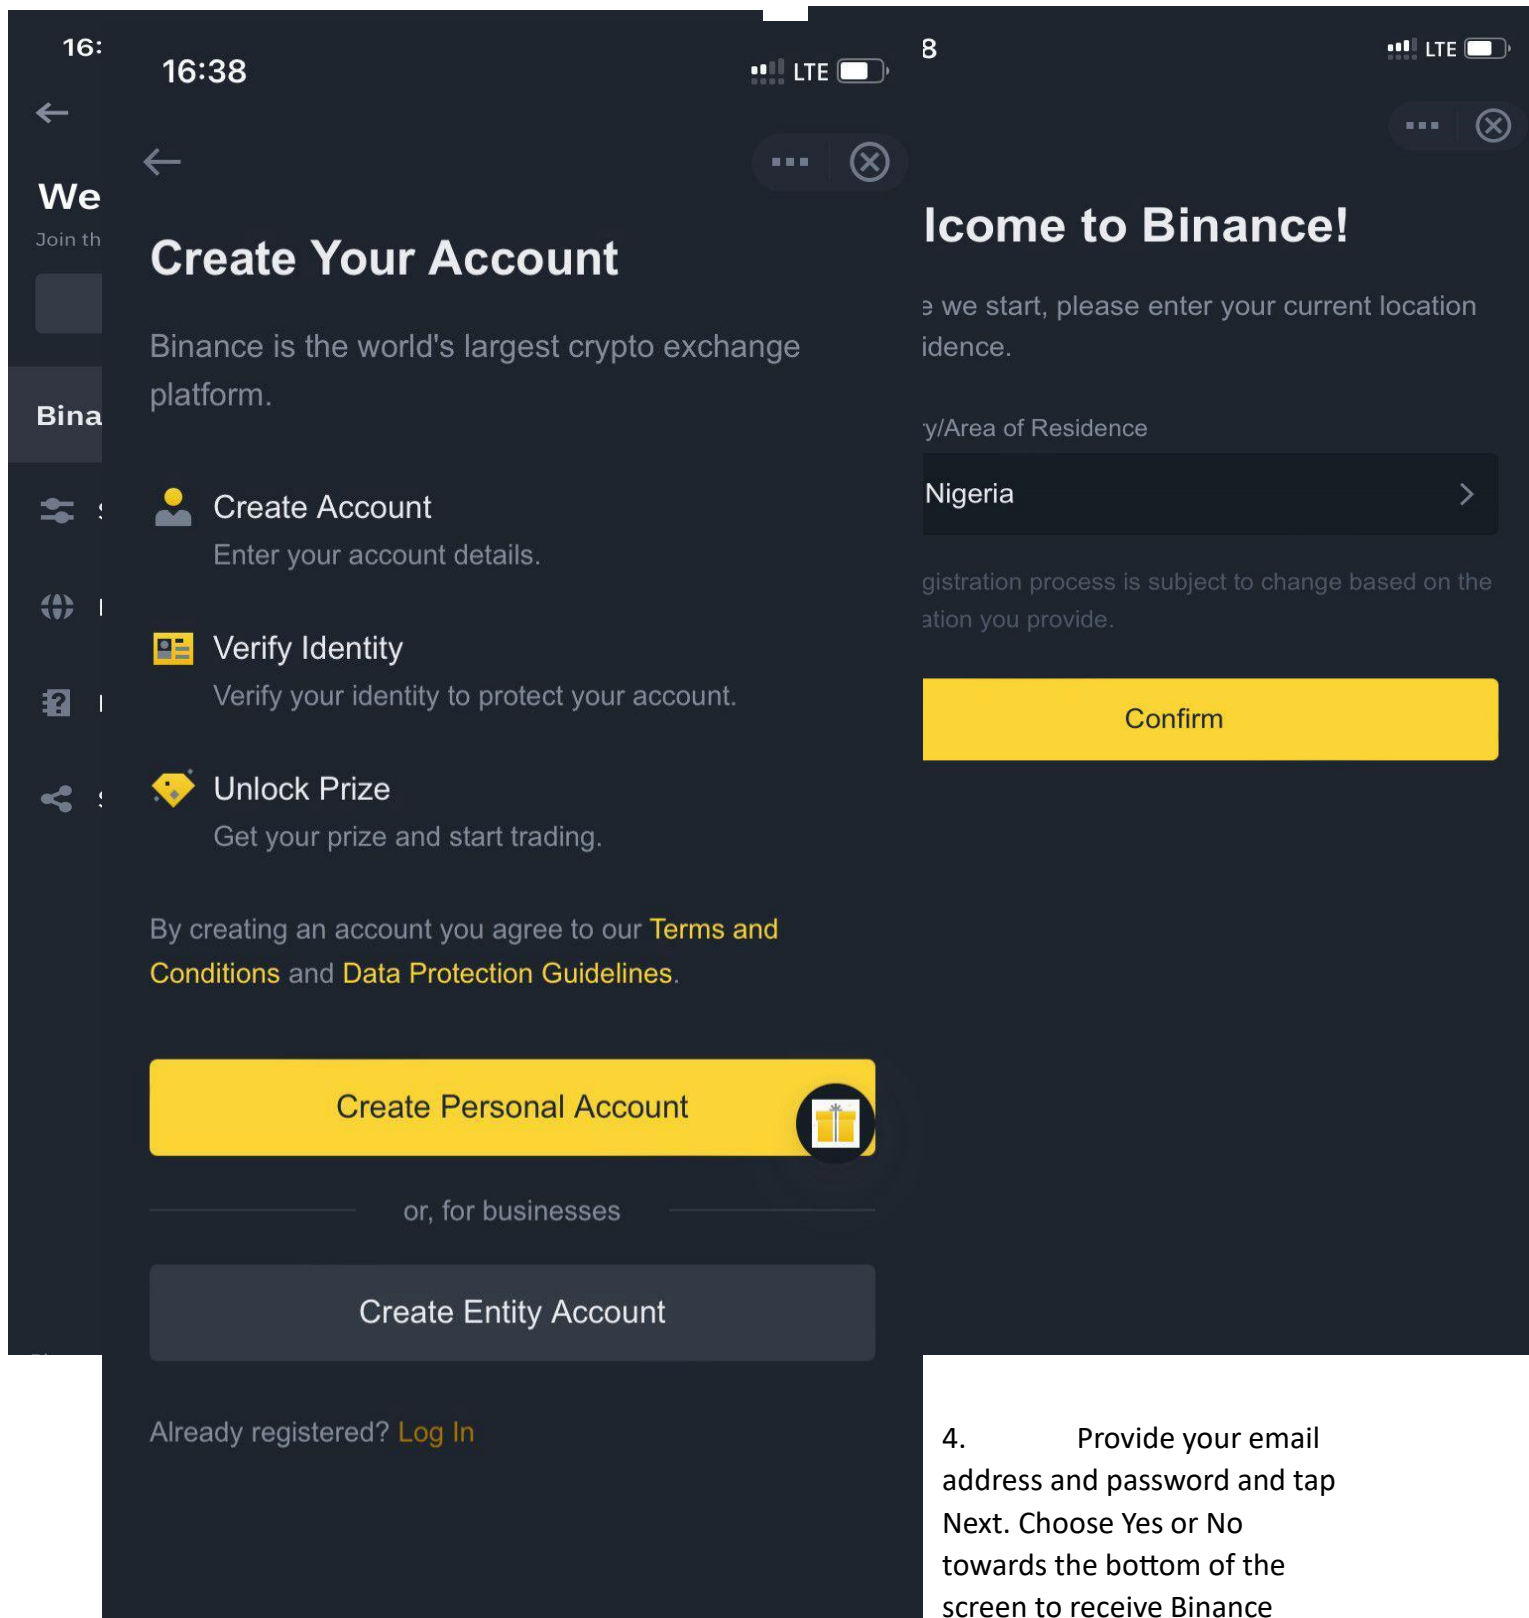 16:
We
Join th
Bina
16:38
LTE
Create Your Account
Binance is the world's largest crypto exchange
platform.
Create Account
Enter your account details.
Verify Identity
Verify your identity to protect your account.
Unlock Prize
Get your prize and start trading.
By creating an account you agree to our Terms and
Conditions and Data Protection Guidelines.
Create Personal Account
or, for businesses
Create Entity Account
Already registered? Log In
8
LTE
lcome to Binance!
e we start, please enter your current location
idence.
y/Area of Residence
Nigeria
gistration process is subject to change based on the
ation you provide.
Confirm
4. Provide your email
address and password and tap
Next. Choose Yes or No
towards the bottom of the
screen to receive Binance